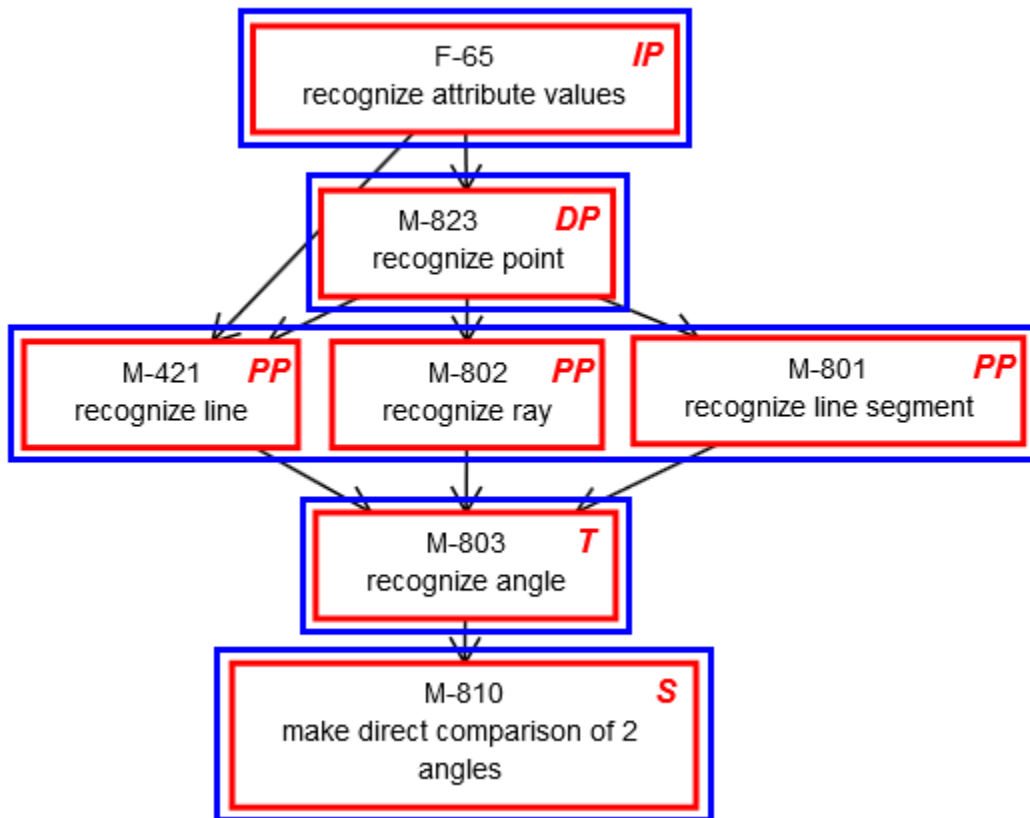 F-65 IP
recognize attribute values
M-823 DP
recognize point
M-421 PP
recognize line
M-802 PP
recognize ray
M-801 PP
recognize line segment
M-803 T
recognize angle
M-810 S
make direct comparison of 2
angles